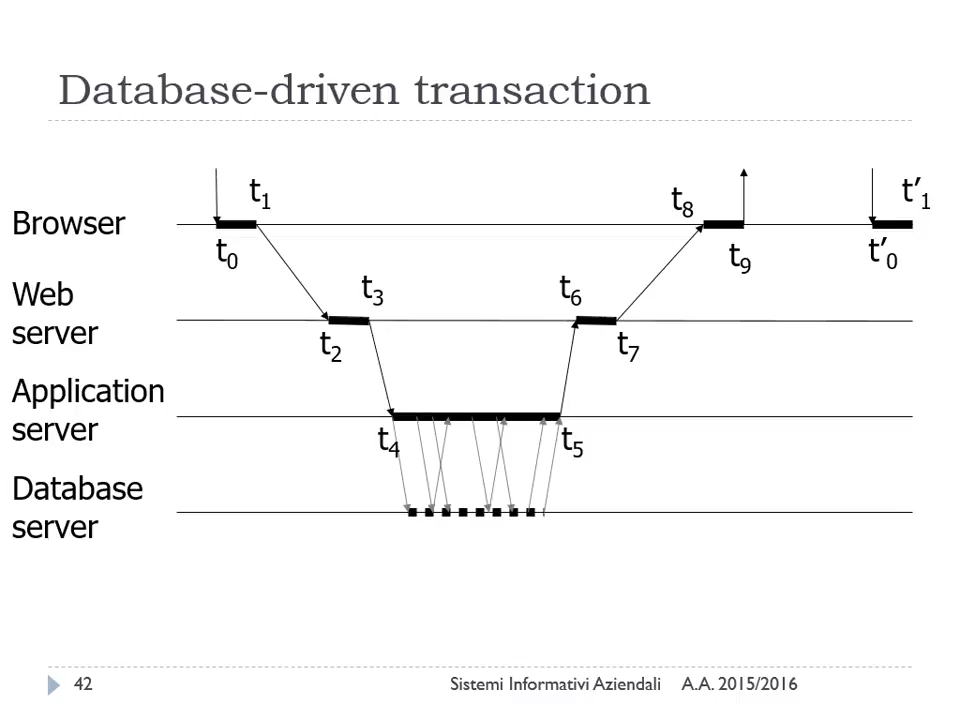 Database-driven transaction
t1
t8
t'1
Browser
t0
t9
t'0
Web
server
t3
t6
t2
t7
Application
server
t4
t5
Database
server
42
Sistemi Informativi Aziendali
A.A. 2015/2016